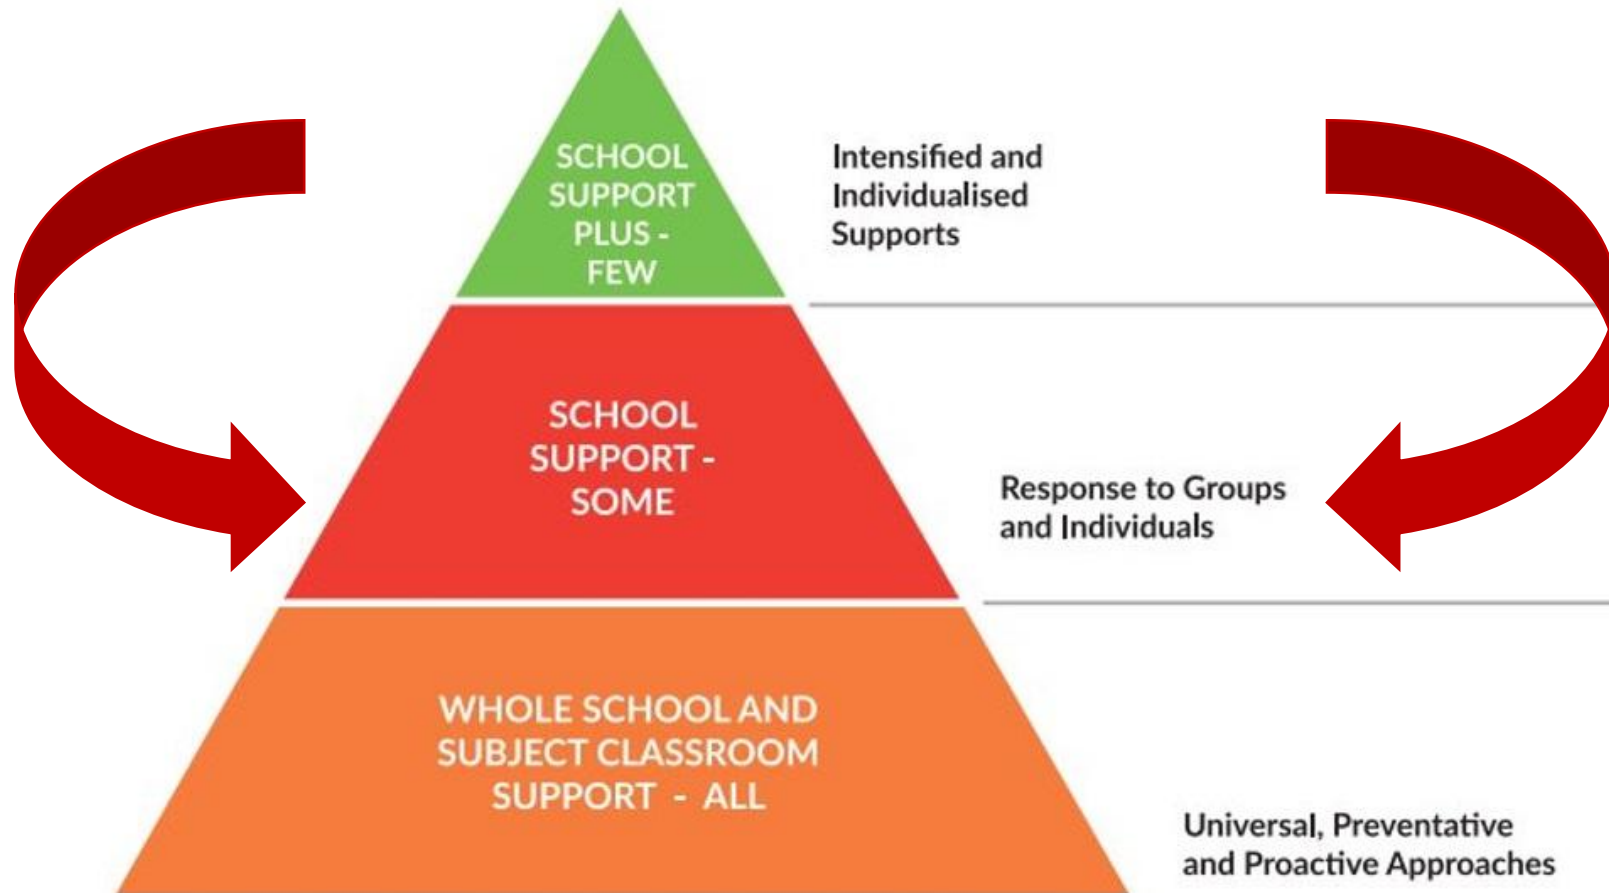 SCHOOL
SUPPORT
PLUS -
FEW
Intensified and
Individualised
Supports
SCHOOL
SUPPORT -
SOME
Response to Groups
and Individuals
WHOLE SCHOOL AND
SUBJECT CLASSROOM
SUPPORT - ALL
Universal, Preventative
and Proactive Approaches